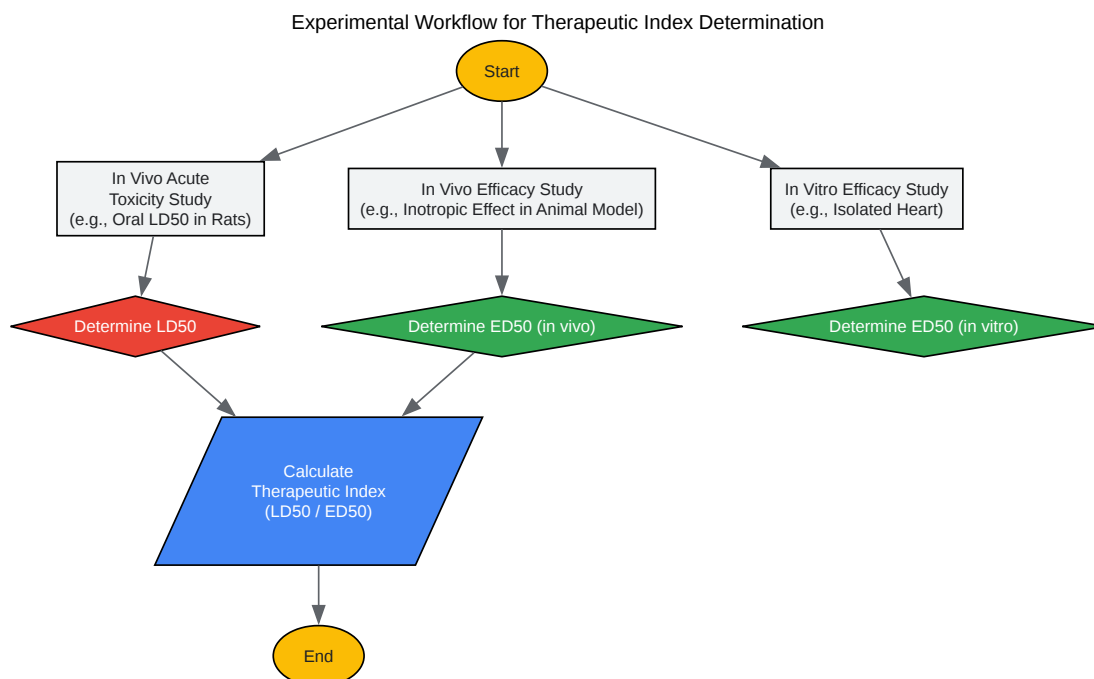 Experimental Workflow for Therapeutic Index Determination
Start
In Vivo Acute
Toxicity Study
(e.g., Oral LD50 in Rats)
In Vivo Efficacy Study
(e.g., Inotropic Effect in Animal Model)
In Vitro Efficacy Study
(e.g., Isolated Heart)
Determine LD50
Determine ED50 (in vivo)
Determine ED50 (in vitro)
Calculate
Therapeutic Index
(LD50 / ED50)
End